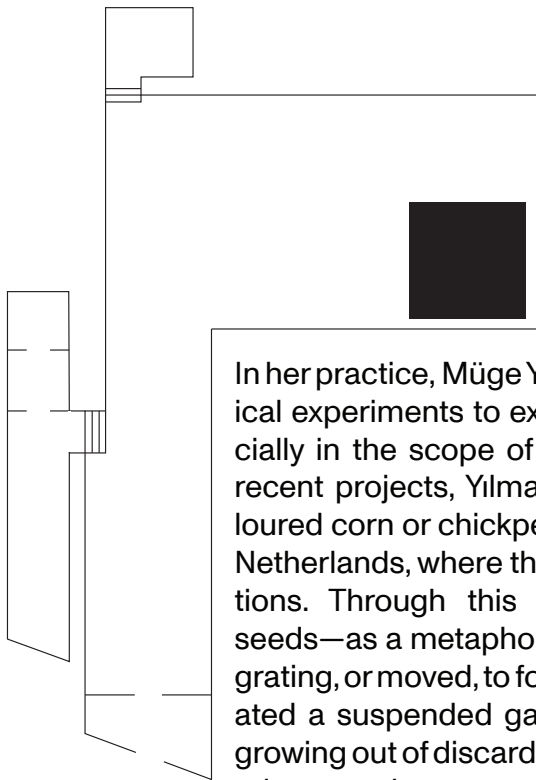 In her practice, Müge Y
ical experiments to ex
cially in the scope of
recent projects, Yılma
loured corn or chickpe
Netherlands, where th
tions. Through this
seeds—as a metapho
grating, or moved, to fo
ated a suspended ga
growing out of discard